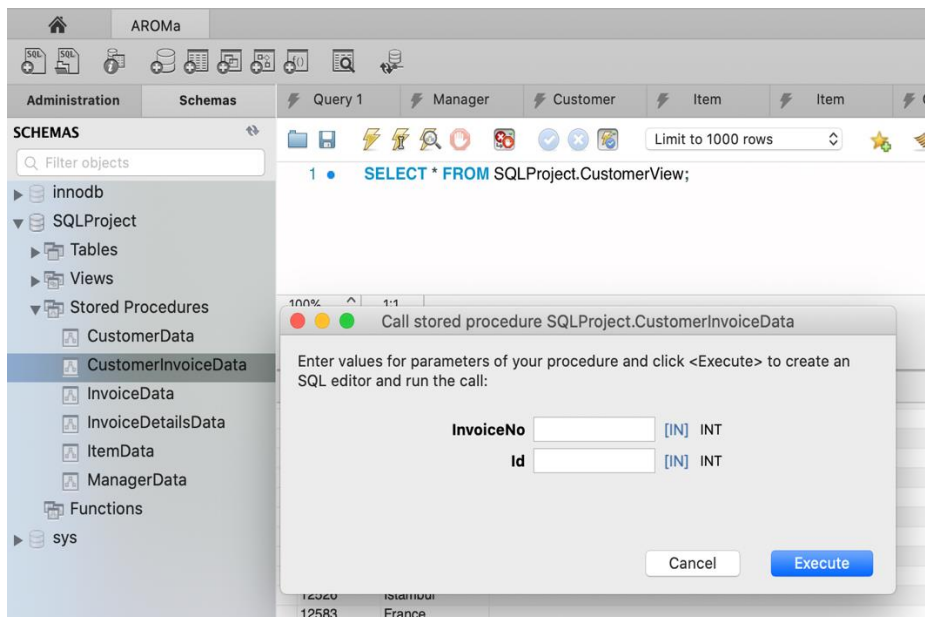 AROMa
SQL SQL
Administration Schemas Query 1 Manager Customer Item Item
SCHEMAS
Filter objects
Limit to 1000 rows
1 SELECT * FROM SQLProject.CustomerView;
innodb
SQLProject
Tables
Views
Stored Procedures
CustomerData
CustomerInvoiceData
InvoiceData
InvoiceDetailsData
ItemData
ManagerData
Functions
sys
100% 1:1
Call stored procedure SQLProject.CustomerInvoiceData
Enter values for parameters of your procedure and click <Execute> to create an
SQL editor and run the call:
InvoiceNo [IN] INT
Id [IN] INT
Cancel Execute
12583 France